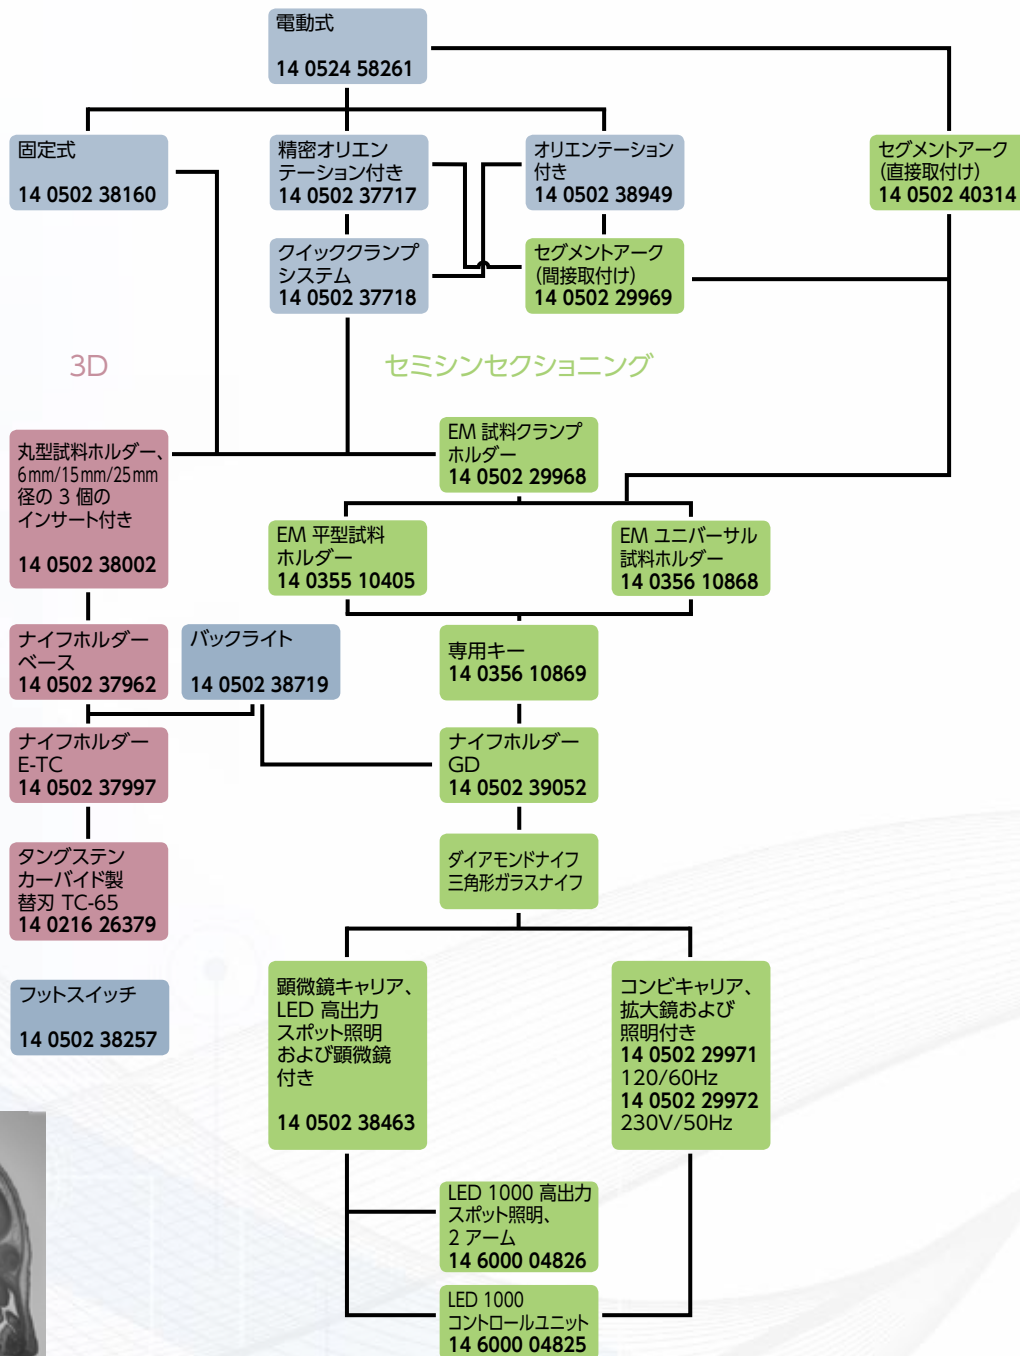 電動式
14 0524 58261
固定式
14 0502 38160
精密オリエン
テーション付き
14 0502 37717
オリエンテーション
付き
14 0502 38949
セグメントアーク
(直接取付け)
14 0502 40314
クイッククランプ
システム
14 0502 37718
セグメントアーク
(間接取付け)
14 0502 29969
3D
セミシンセクショニング
丸型試料ホルダー、
6mm/15mm/25mm
径の 3 個の
インサート付き
14 0502 38002
EM 試料クランプ
ホルダー
14 0502 29968
EM 平型試料
ホルダー
14 0355 10405
EM ユニバーサル
試料ホルダー
14 0356 10868
ナイフホルダー
ベース
14 0502 37962
バックライト
14 0502 38719
専用キー
14 0356 10869
ナイフホルダー
E-TC
14 0502 37997
ナイフホルダー
GD
14 0502 39052
タングステン
カーバイド製
替刃 TC-65
14 0216 26379
ダイアモンドナイフ
三角形ガラスナイフ
フットスイッチ
14 0502 38257
顕微鏡キャリア、
LED 高出力
スポット照明
および顕微鏡
付き
14 0502 38463
コンビキャリア、
拡大鏡および
照明付き
14 0502 29971
120/60Hz
14 0502 29972
230V/50Hz
LED 1000 高出力
スポット照明、
2 アーム
14 6000 04826
LED 1000
コントロールユニット
14 6000 04825